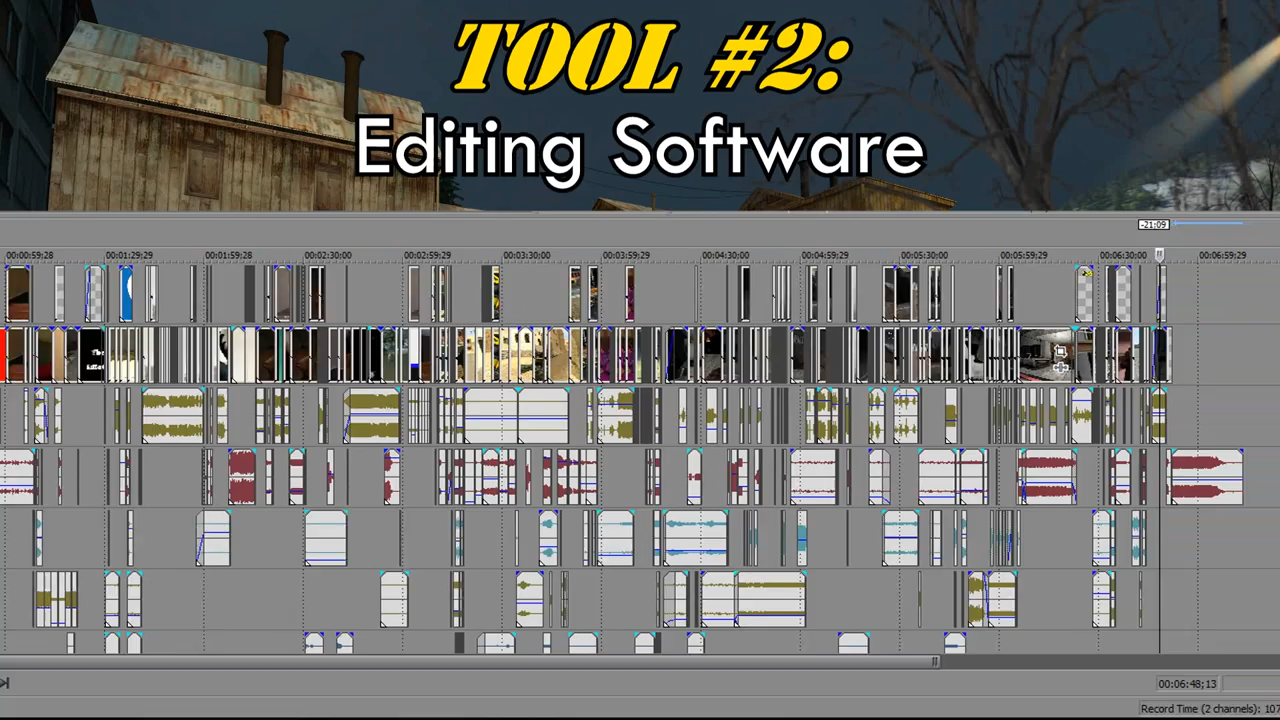 TOOL #2:
Editing Software
-21:09
00:00:59;28 00:01:29;29 00:01:59;28 00:02:30;00 00:02:59;29 00:03:30;00 00:03:59;29 00:04:30;00 00:04:59;29 00:05:30;00 00:05:59;29 00:06:30;00 00:06:59;29
00:06:48;13
Record Time (2 channels): 107